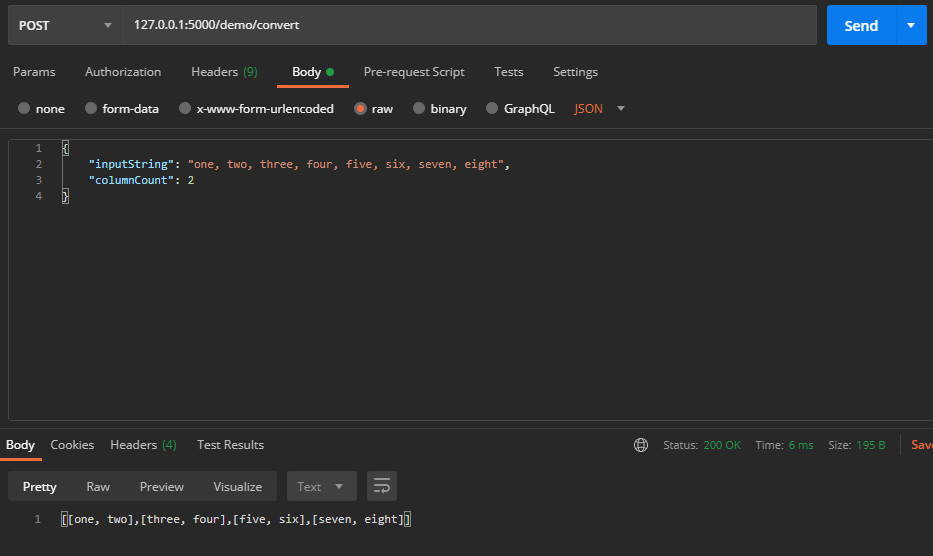 POST 127.0.0.1:5000/demo/convert Send
Params Authorization Headers (9) Body Pre-request Script Tests Settings
none form-data x-www-form-urlencoded raw binary GraphQL JSON
1 {
2 "inputString": "one, two, three, four, five, six, seven, eight",
3 "columnCount": 2
4 }
Body Cookies Headers (4) Test Results Status: 200 OK Time: 6 ms Size: 195 B Save
Pretty Raw Preview Visualize Text
1 [[one, two],[three, four],[five, six],[seven, eight]]